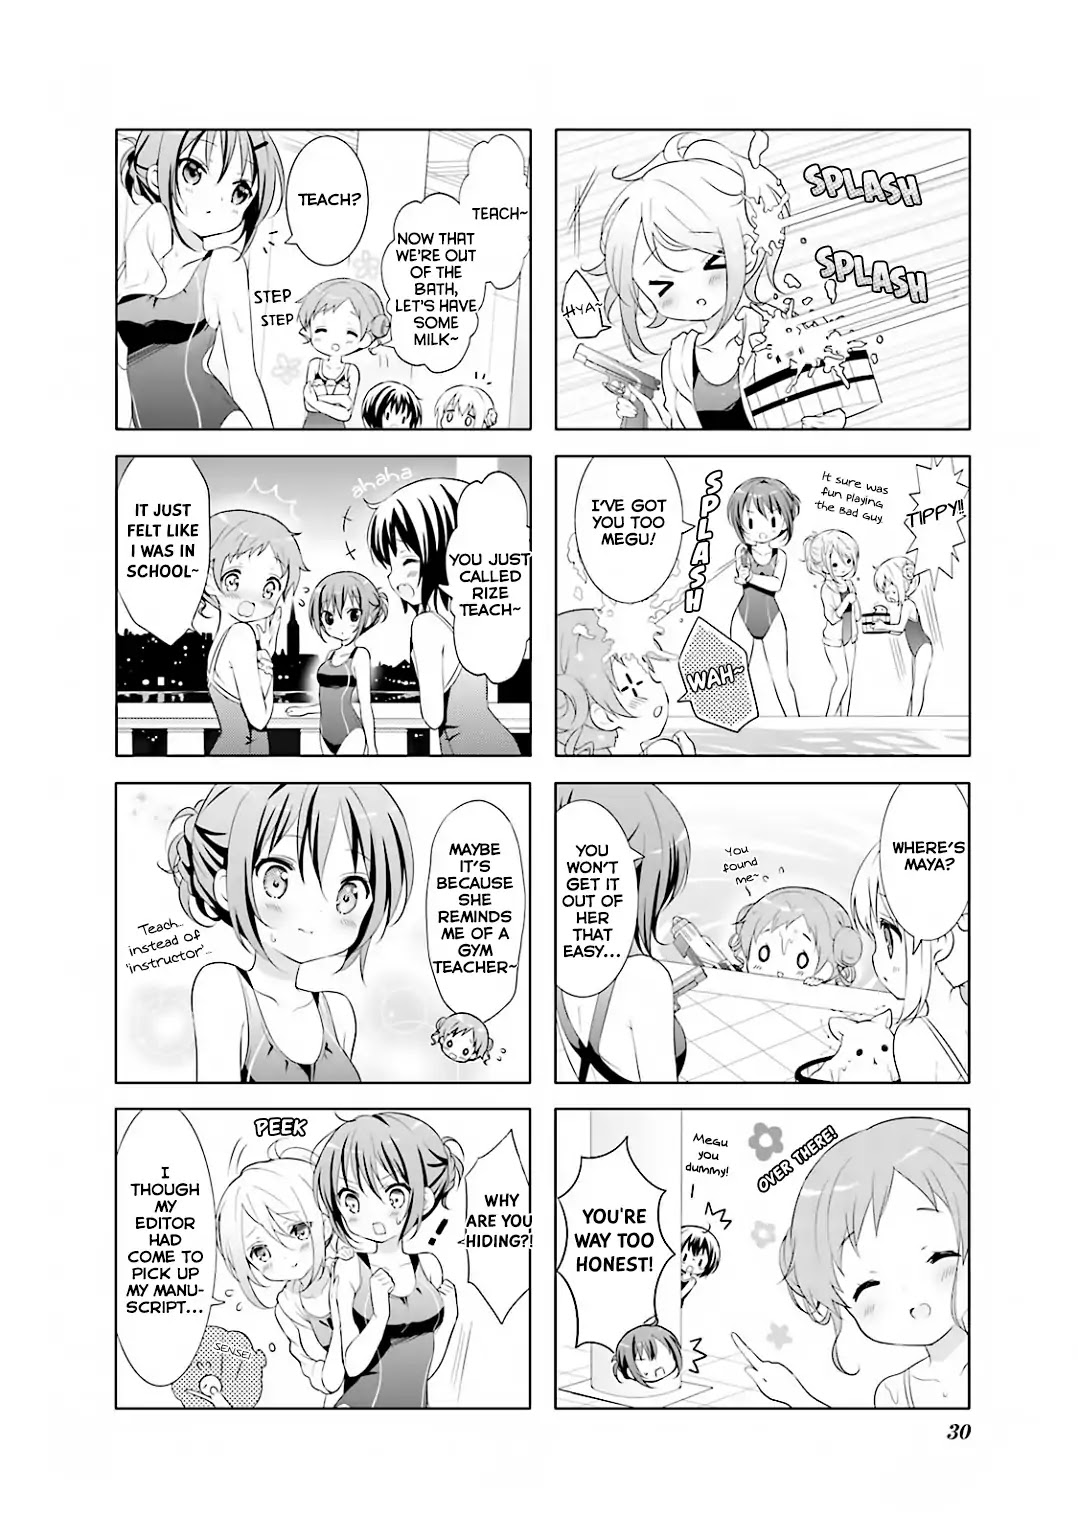 SPLASH
SPLASH
HYA~
TIPPY!!
It sure was
fun playing
the bad guy
SPLASH
I'VE GOT
YOU TOO
MEGU!
WAH~
WHERE'S
MAYA?
You
found
me~
YOU
WON'T
GET IT
OUT OF
HER
THAT
EASY...
OVER THERE!
Megu
you
dummy!
YOU'RE
WAY TOO
HONEST!
TEACH~
NOW THAT
WE'RE OUT
OF THE
BATH,
LET'S HAVE
SOME
MILK~
TEACH?
STEP
STEP
YOU JUST
CALLED
RIZE
TEACH~
ahaha
IT JUST
FELT LIKE
I WAS IN
SCHOOL~
MAYBE
IT'S
BECAUSE
SHE
REMINDS
ME OF A
GYM
TEACHER~
Teach...
instead of
'instructor'...
WHY
ARE YOU
HIDING?!
PEEK
I
THOUGH
MY
EDITOR
HAD
COME TO
PICK UP
MY MANU-
SCRIPT...
SENSEI
30